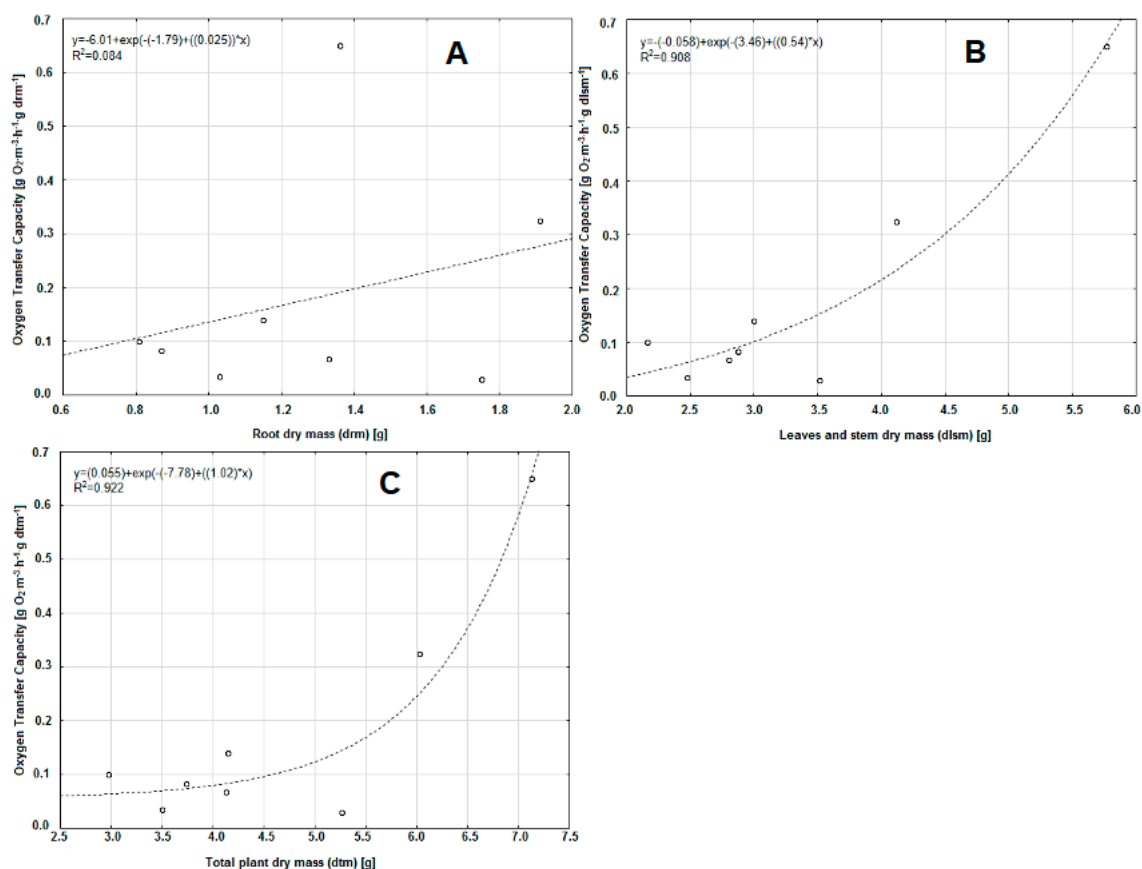 y=-6.01+exp(-(-1.79)+((0.025))*x)
R²=0.084
A
Oxygen Transfer Capacity [g O₂·m⁻³·h⁻¹·g drm⁻¹]
0.7
0.6
0.5
0.4
0.3
0.2
0.1
0.0
0.6 0.8 1.0 1.2 1.4 1.6 1.8 2.0
Root dry mass (drm) [g]
y=-(-0.058)+exp(-(3.46)+((0.54)*x)
R²=0.908
B
Oxygen Transfer Capacity [g O₂·m⁻³·h⁻¹·g dlsm⁻¹]
0.7
0.6
0.5
0.4
0.3
0.2
0.1
0.0
2.0 2.5 3.0 3.5 4.0 4.5 5.0 5.5 6.0
Leaves and stem dry mass (dlsm) [g]
y=(0.055)+exp(-(-7.78)+((1.02)*x)
R²=0.922
C
Oxygen Transfer Capacity [g O₂·m⁻³·h⁻¹·g dtm⁻¹]
0.7
0.6
0.5
0.4
0.3
0.2
0.1
0.0
2.5 3.0 3.5 4.0 4.5 5.0 5.5 6.0 6.5 7.0 7.5
Total plant dry mass (dtm) [g]